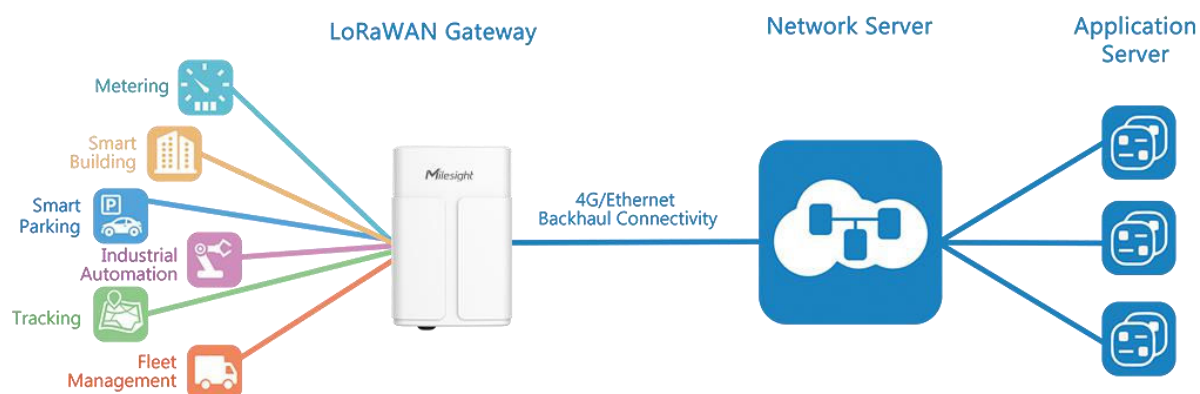 LoRaWAN Gateway
Network Server
Application
Server
Metering
Smart
Building
P
Smart
Parking
Industrial
Automation
Tracking
Fleet
Management
Milesight
4G/Ethernet
Backhaul Connectivity